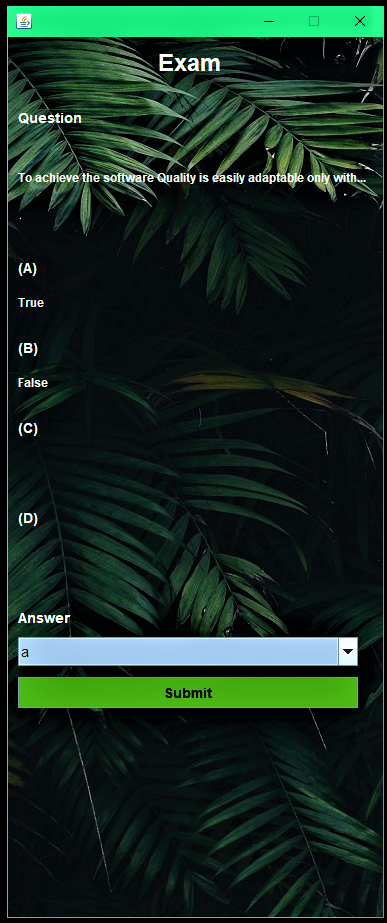 Exam
Question
To achieve the software Quality is easily adaptable only with...
(A)
True
(B)
False
(C)
(D)
Answer
a
Submit